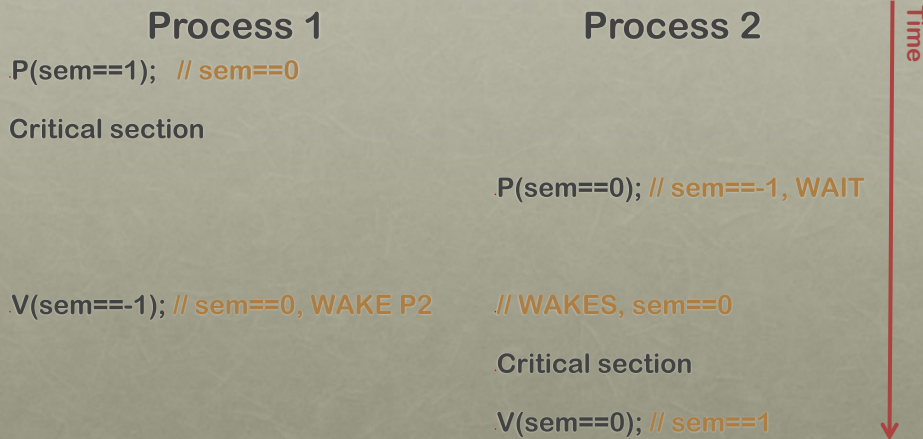 Process 1
Process 2
Time
.P(sem==1); // sem==0
Critical section
.P(sem==0); // sem==-1, WAIT
.V(sem==-1); // sem==0, WAKE P2
.// WAKES, sem==0
.Critical section
.V(sem==0); // sem==1